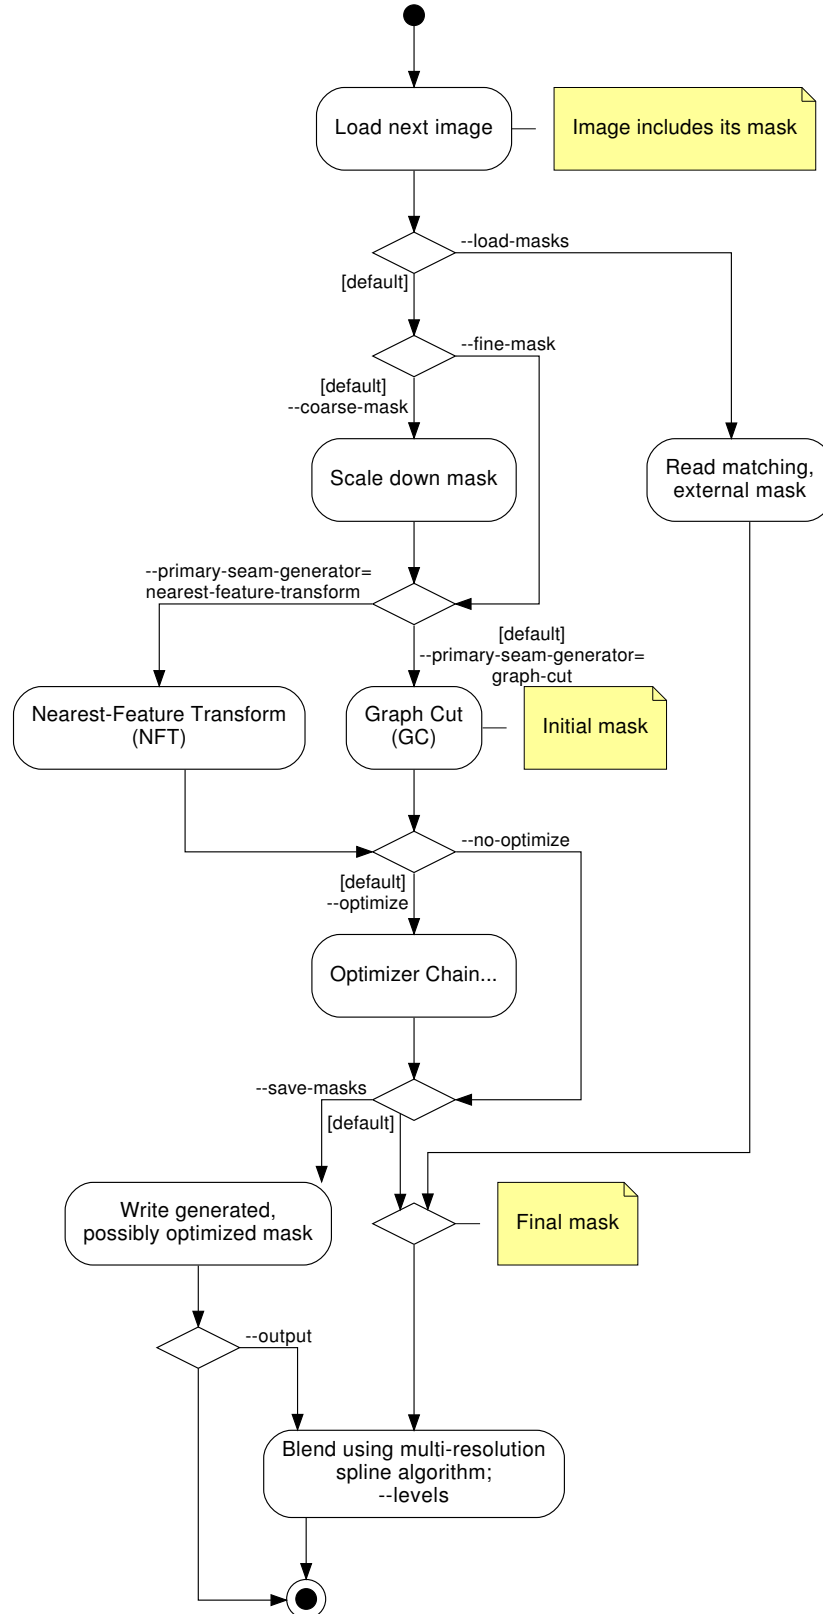 Load next image
Image includes its mask
--load-masks
[default]
--fine-mask
[default]
--coarse-mask
Scale down mask
Read matching,
external mask
--primary-seam-generator=
nearest-feature-transform
[default]
--primary-seam-generator=
graph-cut
Nearest-Feature Transform
(NFT)
Graph Cut
(GC)
Initial mask
--no-optimize
[default]
--optimize
Optimizer Chain...
--save-masks
[default]
Write generated,
possibly optimized mask
Final mask
--output
Blend using multi-resolution
spline algorithm;
--levels